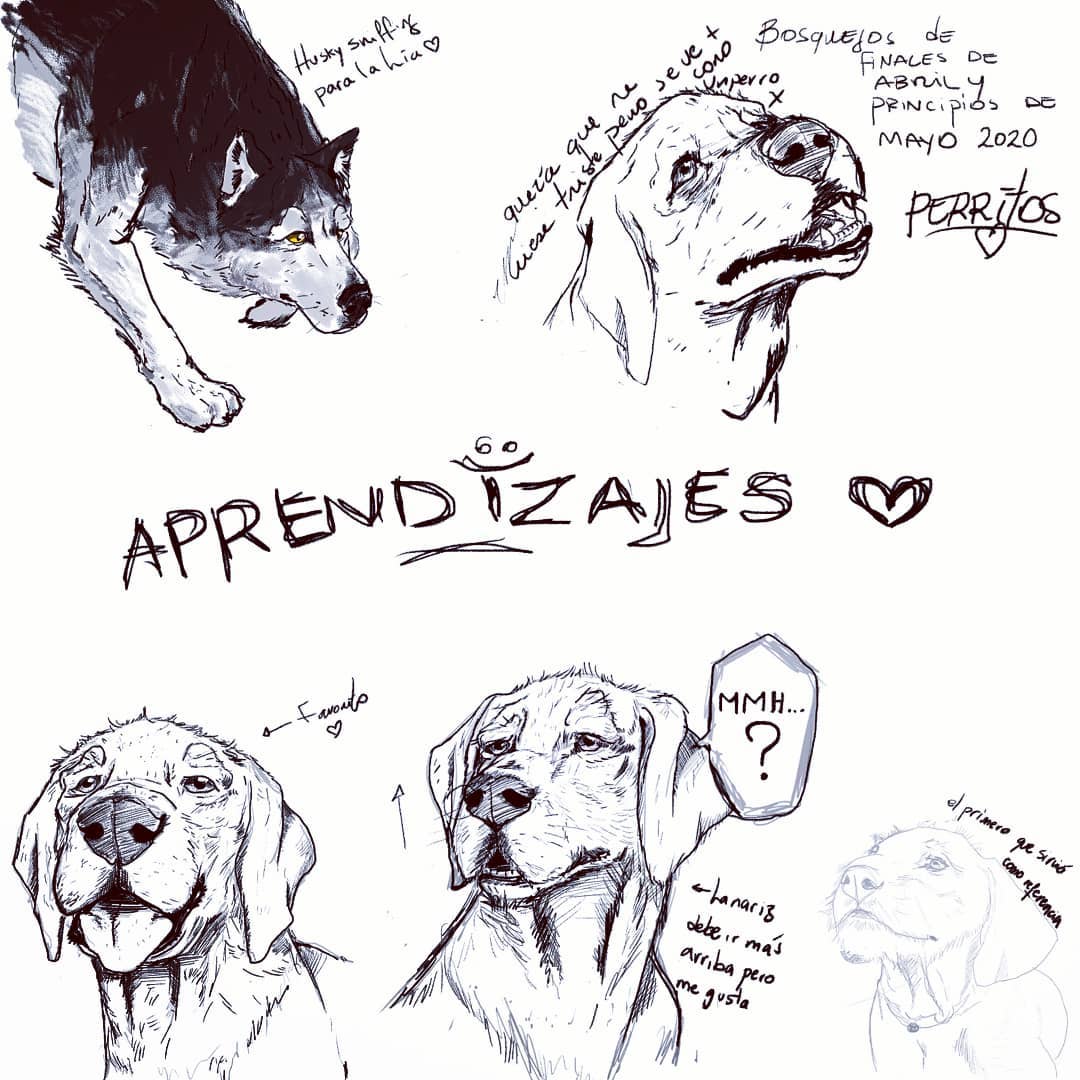 Husky sniffing
para la hia ♡
quería que me
luese triste pero se ve +
como
un perro
x
BOSQUEJOS DE
FINALES DE
ABRIL Y
PRINCIPIOS DE
MAYO 2020
PERRITOS
♡
APRENDIZAJES ♡
← Favorito
♡
MMH...
?
← La nariz
debe ir más
arriba pero
me gusta
el primero que sirvió
como referencia